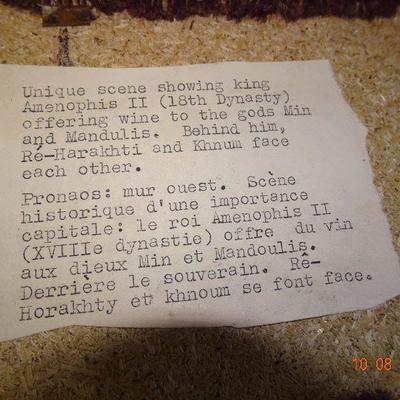 Unique scene showing king
Amenophis II (18th Dynasty)
offering wine to the gods Min
and Mandulis. Behind him,
Ré-Harakhti and Khnum face
each other.
Pronaos: mur ouest. Scène
historique d'une importance
capitale: le roi Amenophis II
(XVIIIe dynastie) offre du vin
aux dieux Min et Mandoulis.
Derrière le souverain. Rê-
Horakhty et khnoum se font face.
10 08